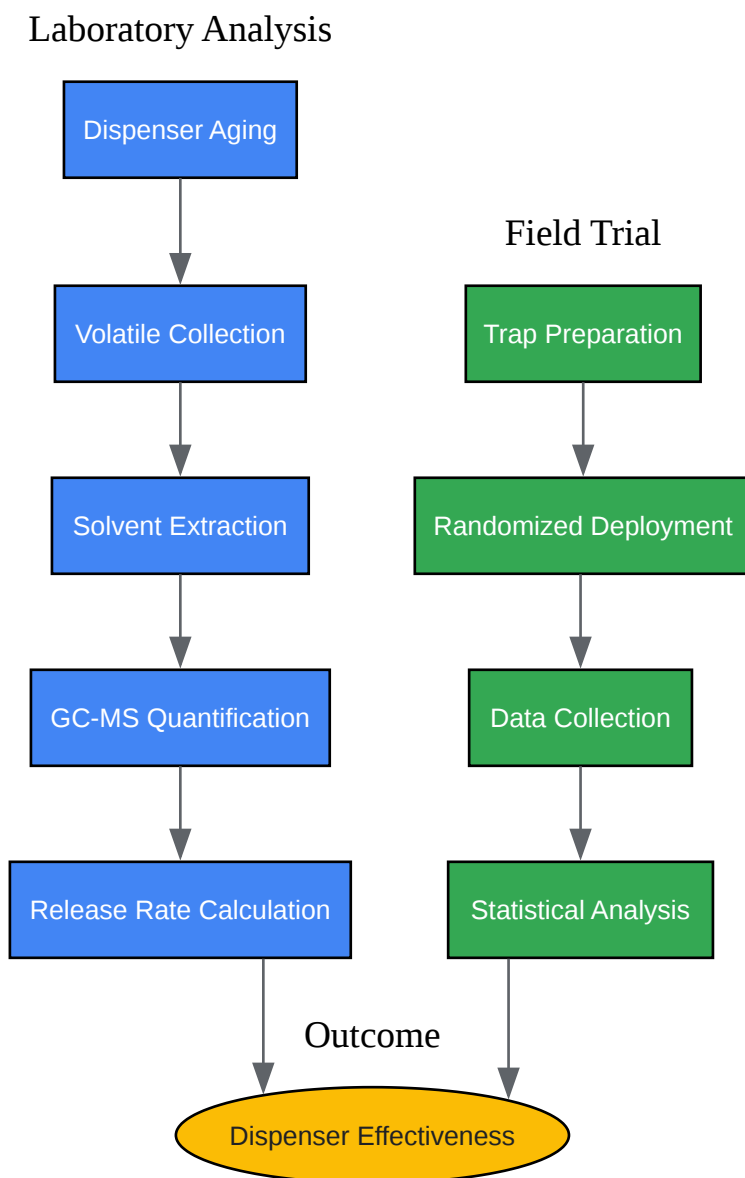 Laboratory Analysis
Dispenser Aging
Volatile Collection
Solvent Extraction
GC-MS Quantification
Release Rate Calculation
Field Trial
Trap Preparation
Randomized Deployment
Data Collection
Statistical Analysis
Outcome
Dispenser Effectiveness